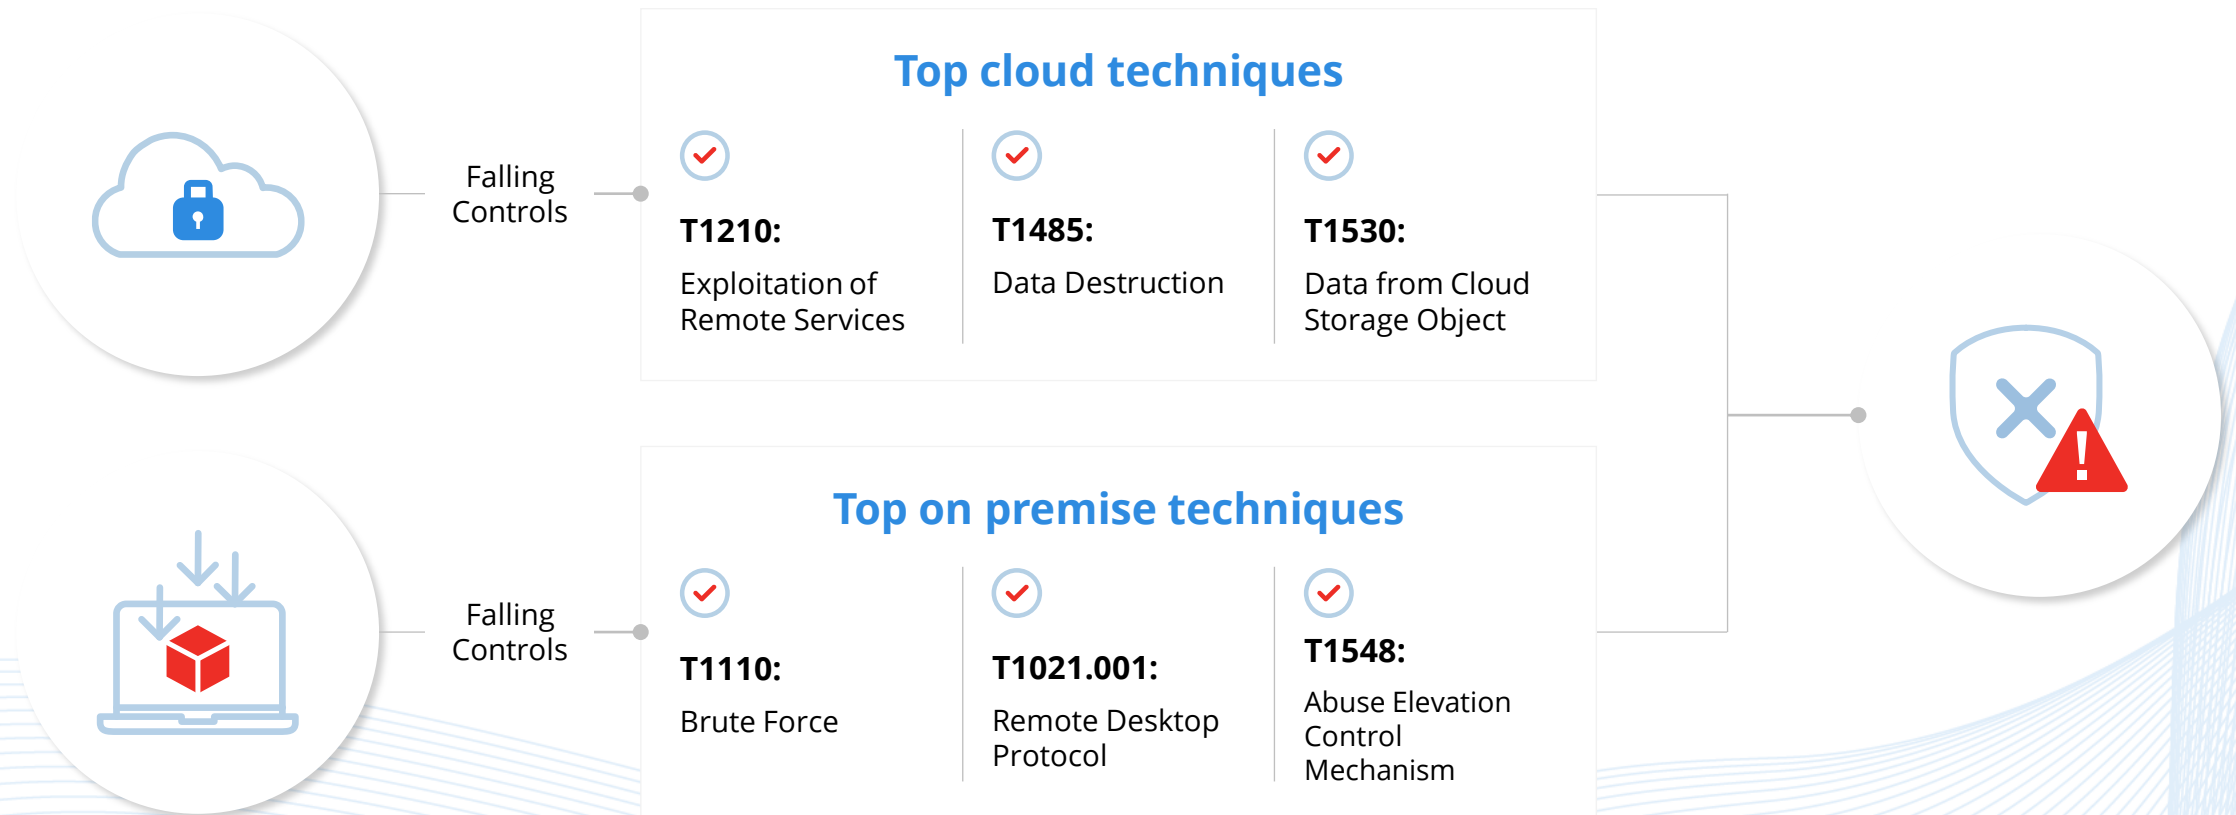 Top cloud techniques
Falling
Controls
T1210:
Exploitation of
Remote Services
T1485:
Data Destruction
T1530:
Data from Cloud
Storage Object
Top on premise techniques
Falling
Controls
T1110:
Brute Force
T1021.001:
Remote Desktop
Protocol
T1548:
Abuse Elevation
Control
Mechanism